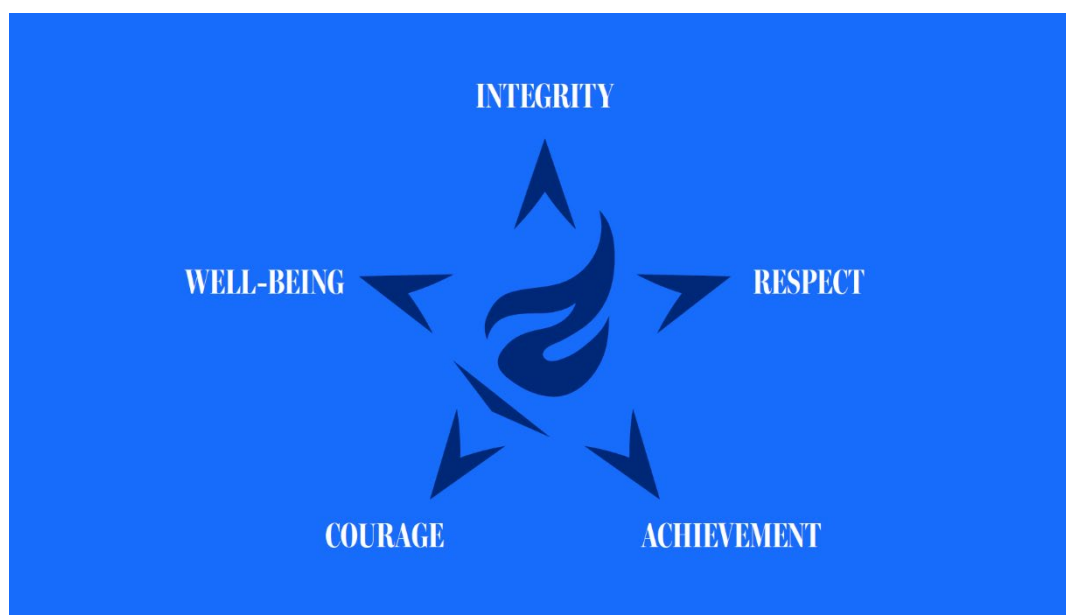 INTEGRITY
WELL-BEING
RESPECT
COURAGE
ACHIEVEMENT